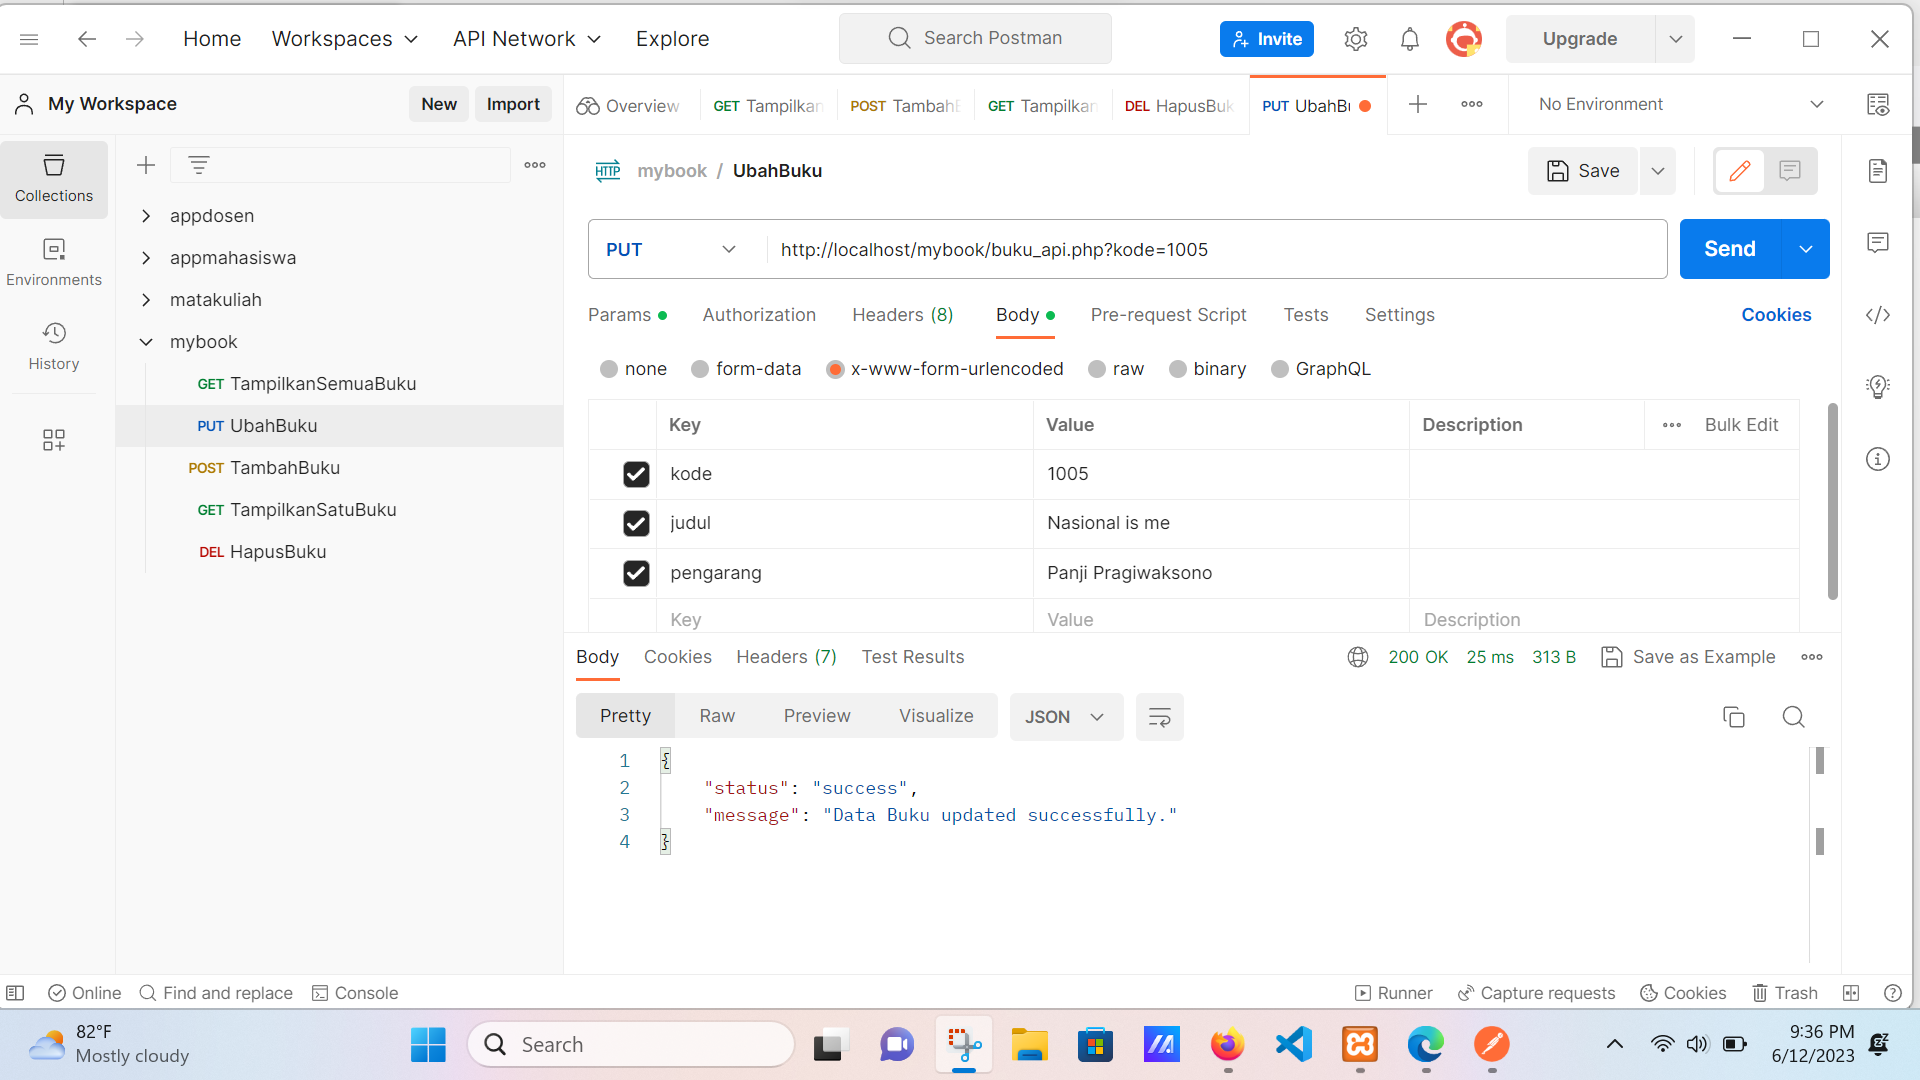 Home Workspaces API Network Explore Search Postman Invite Upgrade
My Workspace New Import Overview GET Tampilkan POST TambahB GET Tampilkan DEL HapusBuk PUT UbahBu No Environment
Collections
Environments
History
appdosen
appmahasiswa
matakuliah
mybook
GET TampilkanSemuaBuku
PUT UbahBuku
POST TambahBuku
GET TampilkanSatuBuku
DEL HapusBuku
HTTP mybook / UbahBuku Save
PUT http://localhost/mybook/buku_api.php?kode=1005 Send
Params Authorization Headers (8) Body Pre-request Script Tests Settings Cookies
none form-data x-www-form-urlencoded raw binary GraphQL
Key Value Description Bulk Edit
kode 1005
judul Nasional is me
pengarang Panji Pragiwaksono
Key Value Description
Body Cookies Headers (7) Test Results 200 OK 25 ms 313 B Save as Example
Pretty Raw Preview Visualize JSON
1 {
2 "status": "success",
3 "message": "Data Buku updated successfully."
4 }
Online Find and replace Console Runner Capture requests Cookies Trash
82°F
Mostly cloudy
Search
9:36 PM
6/12/2023